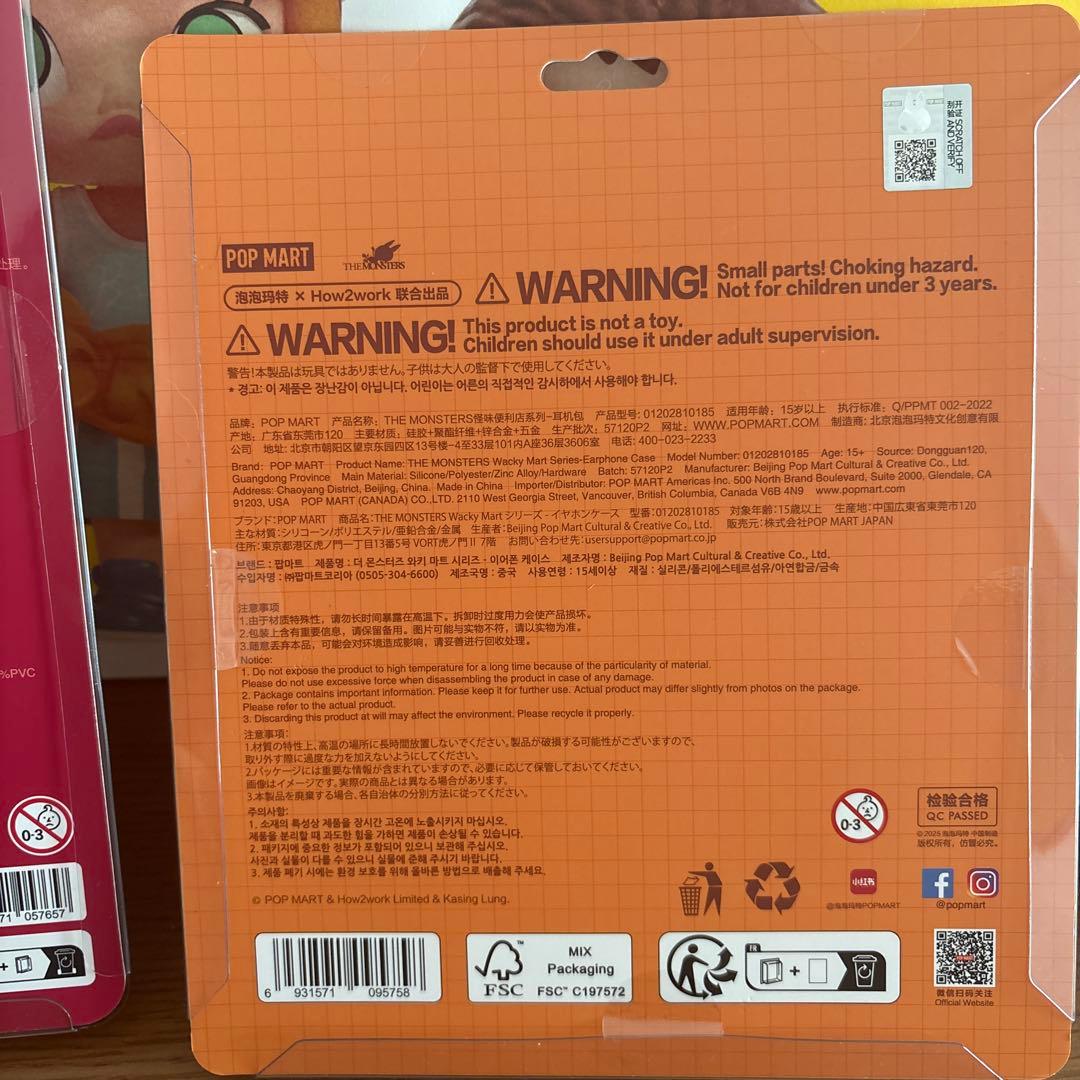 POP MART
开涂
刮验
SCRATCH OFF
AND VERIFY
处理。
POP MART
THE MONSTERS
泡泡玛特 × How2work 联合出品
WARNING! Small parts! Choking hazard.
Not for children under 3 years.
WARNING! This product is not a toy.
Children should use it under adult supervision.
警告!本製品は玩具ではありません。子供は大人の監督下で使用してください。
* 경고: 이 제품은 장난감이 아닙니다. 어린이는 어른의 직접적인 감시하에서 사용해야 합니다.
品牌：POP MART 产品名称：THE MONSTERS怪味便利店系列-耳机包 产品型号: 01202810185 适用年龄：15岁以上 执行标准：Q/PPMT 002-2022
产地：广东省东莞市120 主要材质：硅胶+聚酯纤维+锌合金+五金 生产批次：57120P2 网址：WWW.POPMART.COM 制造商：北京泡泡玛特文化创意有限
公司 地址：北京市朝阳区望京东园四区13号楼-4至33层101内A座36层3606室 电话：400-023-2233
Brand：POP MART Product Name: THE MONSTERS Wacky Mart Series-Earphone Case Model Number: 01202810185 Age: 15+ Source: Dongguan120,
Guangdong Province Main Material: Silicone/Polyester/Zinc Alloy/Hardware Batch: 57120P2 Manufacturer: Beijing Pop Mart Cultural & Creative Co., Ltd.
Address: Chaoyang District, Beijing, China. Made in China Importer/Distributor: POP MART Americas Inc. 500 North Brand Boulevard, Suite 2000, Glendale, CA
91203, USA POP MART (CANADA) CO.,LTD. 2110 West Georgia Street, Vancouver, British Columbia, Canada V6B 4N9 www.popmart.com
ブランド：POP MART 商品名：THE MONSTERS Wacky Mart シリーズ - イヤホンケース 型番：01202810185 対象年齢：15歳以上 生産地：中国広東省東莞市120
主な材質：シリコーン/ポリエステル/亜鉛合金/金属 生産者：Beijing Pop Mart Cultural & Creative Co., Ltd. 販売元：株式会社POP MART JAPAN
住所：東京都港区虎ノ門一丁目13番5号 VORT虎ノ門Ⅱ 7階 お問い合わせ先：usersupport@popmart.co.jp
브랜드：팝마트 제품명：더 몬스터즈 와키 마트 시리즈 - 이어폰 케이스 제조자명：Beijing Pop Mart Cultural & Creative Co., Ltd.
수입자명：㈜팝마트코리아 (0505-304-6600) 제조국명：중국 사용연령：15세이상 재질：실리콘/폴리에스테르섬유/아연합금/금속
注意事项
1.由于材质特殊性，请勿长时间暴露在高温下。拆卸时过度用力会使产品损坏。
2.包装上含有重要信息，请保留备用。图片可能与实物不符，请以实物为准。
3.随意丢弃本品，可能会对环境造成影响，请妥善进行回收处理。
Notice:
1. Do not expose the product to high temperature for a long time because of the particularity of material.
Please do not use excessive force when disassembling the product in case of any damage.
2. Package contains important information. Please keep it for further use. Actual product may differ slightly from photos on the package.
Please refer to the actual product.
3. Discarding this product at will may affect the environment. Please recycle it properly.
注意事項：
1.材質の特性上、高温の場所に長時間放置しないでください。製品が破損する可能性がございますので、
取り外す際に過度な力を加えないようにしてください。
2.パッケージには重要な情報が含まれていますので、必要に応じて保管しておいてください。
画像はイメージです。実際の商品とは異なる場合があります。
3.本製品を廃棄する場合、各自治体の分別方法に従ってください。
주의사항:
1. 소재의 특성상 제품을 장시간 고온에 노출시키지 마십시오.
제품을 분리할 때 과도한 힘을 가하면 제품이 손상될 수 있습니다.
2. 패키지에 중요한 정보가 포함되어 있으니 보관해 주십시오.
사진과 실물이 다를 수 있으니 실물에 준해 주시기 바랍니다.
3. 제품 폐기 시에는 환경 보호를 위해 올바른 방법으로 배출해 주세요.
© POP MART & How2work Limited & Kasing Lung.
0-3
检验合格
QC PASSED
©2025 泡泡玛特 中国制造
版权所有，仿冒必究。
小红书
@泡泡玛特POPMART
@popmart
6 931571 095758
FSC™
MIX
Packaging
FSC™ C197572
FR
+
微信扫码关注
Official Website
%PVC
0-3
71 057657
+